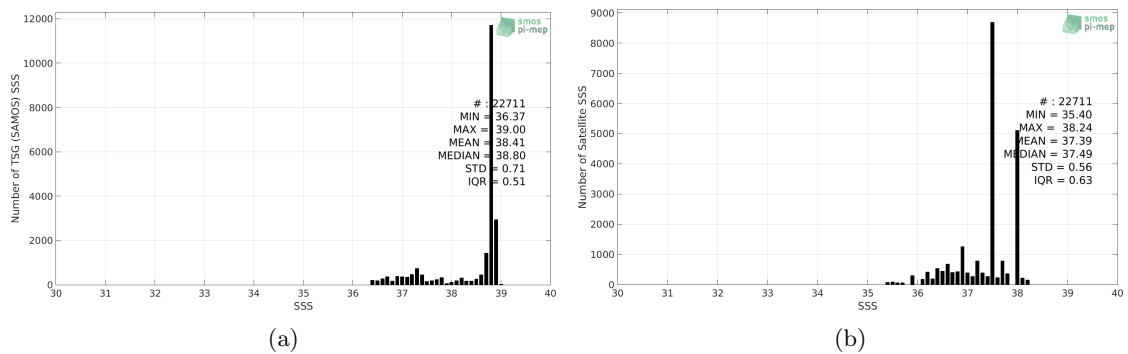 12000
10000
8000
6000
4000
2000
0
Number of TSG (SAMOS) SSS
30 31 32 33 34 35 36 37 38 39 40
SSS
smos
pi-mep
# : 22711
MIN = 36.37
MAX = 39.00
MEAN = 38.41
MEDIAN = 38.80
STD = 0.71
IQR = 0.51
(a)
9000
8000
7000
6000
5000
4000
3000
2000
1000
0
Number of Satellite SSS
30 31 32 33 34 35 36 37 38 39 40
SSS
smos
pi-mep
# : 22711
MIN = 35.40
MAX = 38.24
MEAN = 37.39
MEDIAN = 37.49
STD = 0.56
IQR = 0.63
(b)